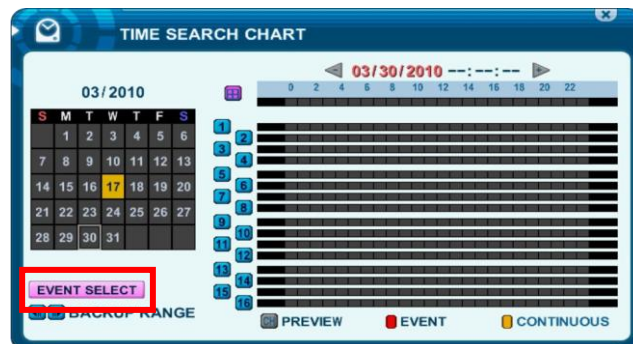 TIME SEARCH CHART
03/30/2010 --:--:--
03/2010
0 2 4 6 8 10 12 14 16 18 20 22
S M T W T F S
1 2 3 4 5 6
7 8 9 10 11 12 13
14 15 16 17 18 19 20
21 22 23 24 25 26 27
28 29 30 31
1
2
3
4
5
6
7
8
9
10
11
12
13
14
15
16
EVENT SELECT
BACKUP RANGE
PREVIEW EVENT CONTINUOUS